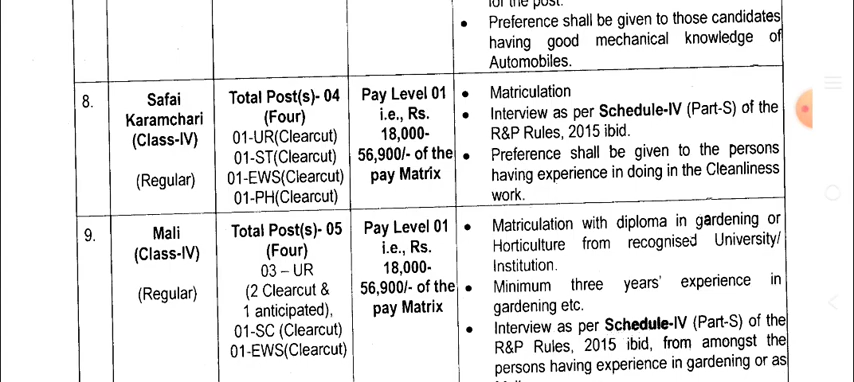 for the post.
• Preference shall be given to those candidates
having good mechanical knowledge of
Automobiles.
8.
Safai
Karamchari
(Class-IV)
(Regular)
Total Post(s)- 04
(Four)
01-UR(Clearcut)
01-ST(Clearcut)
01-EWS(Clearcut)
01-PH(Clearcut)
Pay Level 01
i.e., Rs.
18,000-
56,900/- of the
pay Matrix
• Matriculation
• Interview as per Schedule-IV (Part-S) of the
R&P Rules, 2015 ibid.
• Preference shall be given to the persons
having experience in doing in the Cleanliness
work.
9.
Mali
(Class-IV)
(Regular)
Total Post(s)- 05
(Four)
03 – UR
(2 Clearcut &
1 anticipated),
01-SC (Clearcut)
01-EWS(Clearcut)
Pay Level 01
i.e., Rs.
18,000-
56,900/- of the
pay Matrix
• Matriculation with diploma in gardening or
Horticulture from recognised University/
Institution.
• Minimum three years' experience in
gardening etc.
• Interview as per Schedule-IV (Part-S) of the
R&P Rules, 2015 ibid, from amongst the
persons having experience in gardening or as